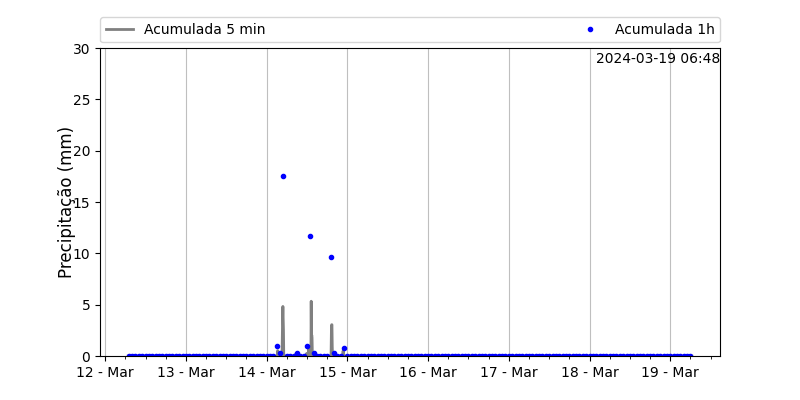 Acumulada 5 min Acumulada 1h
2024-03-19 06:48
Precipitação (mm)
30
25
20
15
10
5
0
12 - Mar 13 - Mar 14 - Mar 15 - Mar 16 - Mar 17 - Mar 18 - Mar 19 - Mar